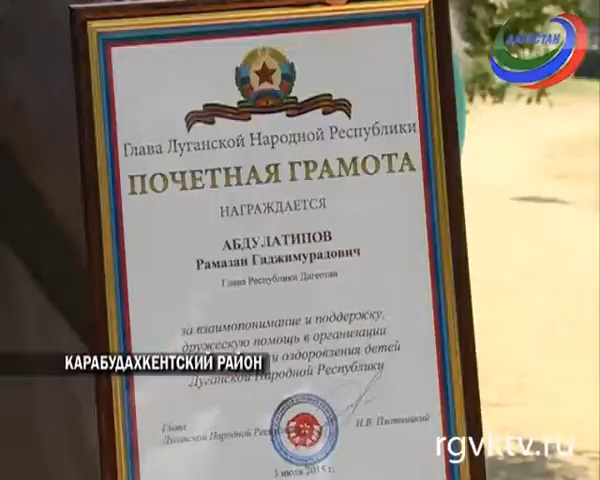 ДАГЕСТАН
Глава Луганской Народной Республики
ПОЧЕТНАЯ ГРАМОТА
НАГРАЖДАЕТСЯ
АБДУЛАТИПОВ
Рамазан Гаджимурадович
Глава Республики Дагестан
за взаимопонимание и поддержку,
дружескую помощь в организации
и оздоровления детей
Луганской Народной Республики
КАРАБУДАХКЕНТСКИЙ РАЙОН
Глава
Луганской Народной Республики
И.В. Плотницкий
3 июля 2015 г.
rgvktv.ru